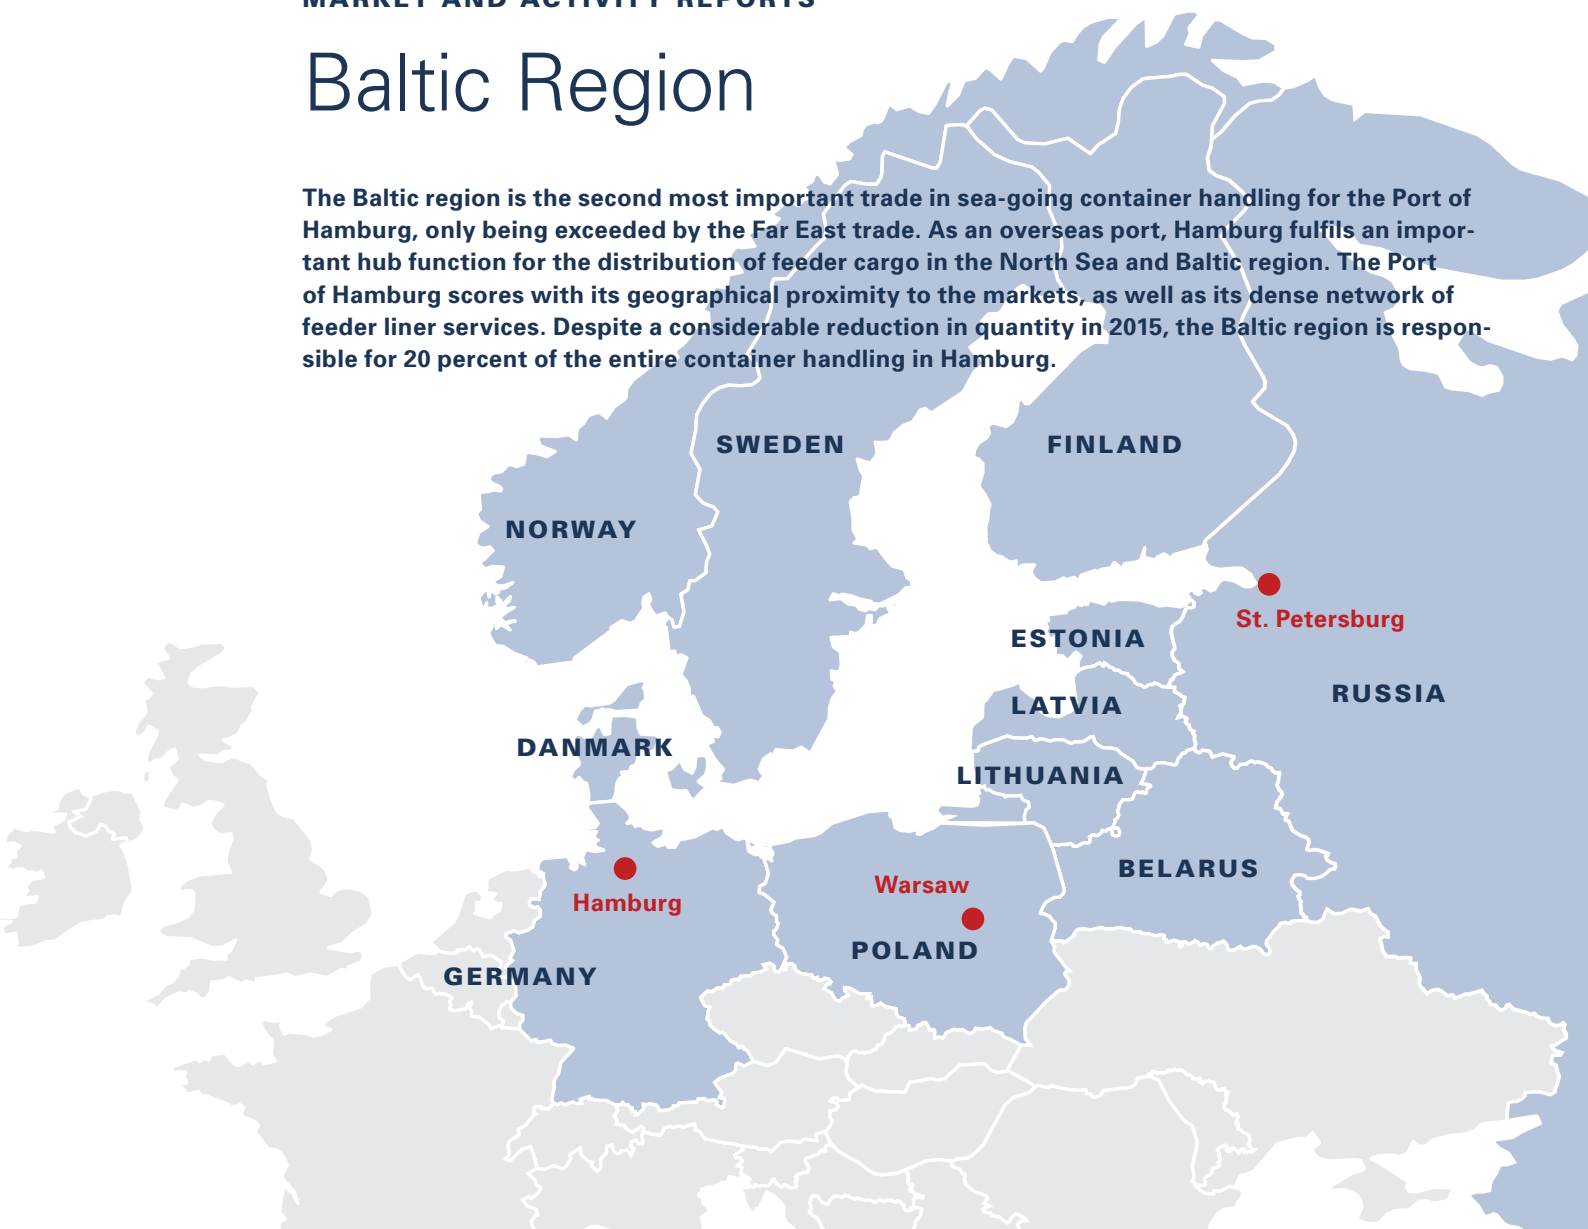 MARKET AND ACTIVITY REPORTS
Baltic Region
The Baltic region is the second most important trade in sea-going container handling for the Port of
Hamburg, only being exceeded by the Far East trade. As an overseas port, Hamburg fulfils an impor-
tant hub function for the distribution of feeder cargo in the North Sea and Baltic region. The Port
of Hamburg scores with its geographical proximity to the markets, as well as its dense network of
feeder liner services. Despite a considerable reduction in quantity in 2015, the Baltic region is respon-
sible for 20 percent of the entire container handling in Hamburg.
SWEDEN
FINLAND
NORWAY
St. Petersburg
ESTONIA
RUSSIA
LATVIA
DANMARK
LITHUANIA
BELARUS
Warsaw
Hamburg
POLAND
GERMANY